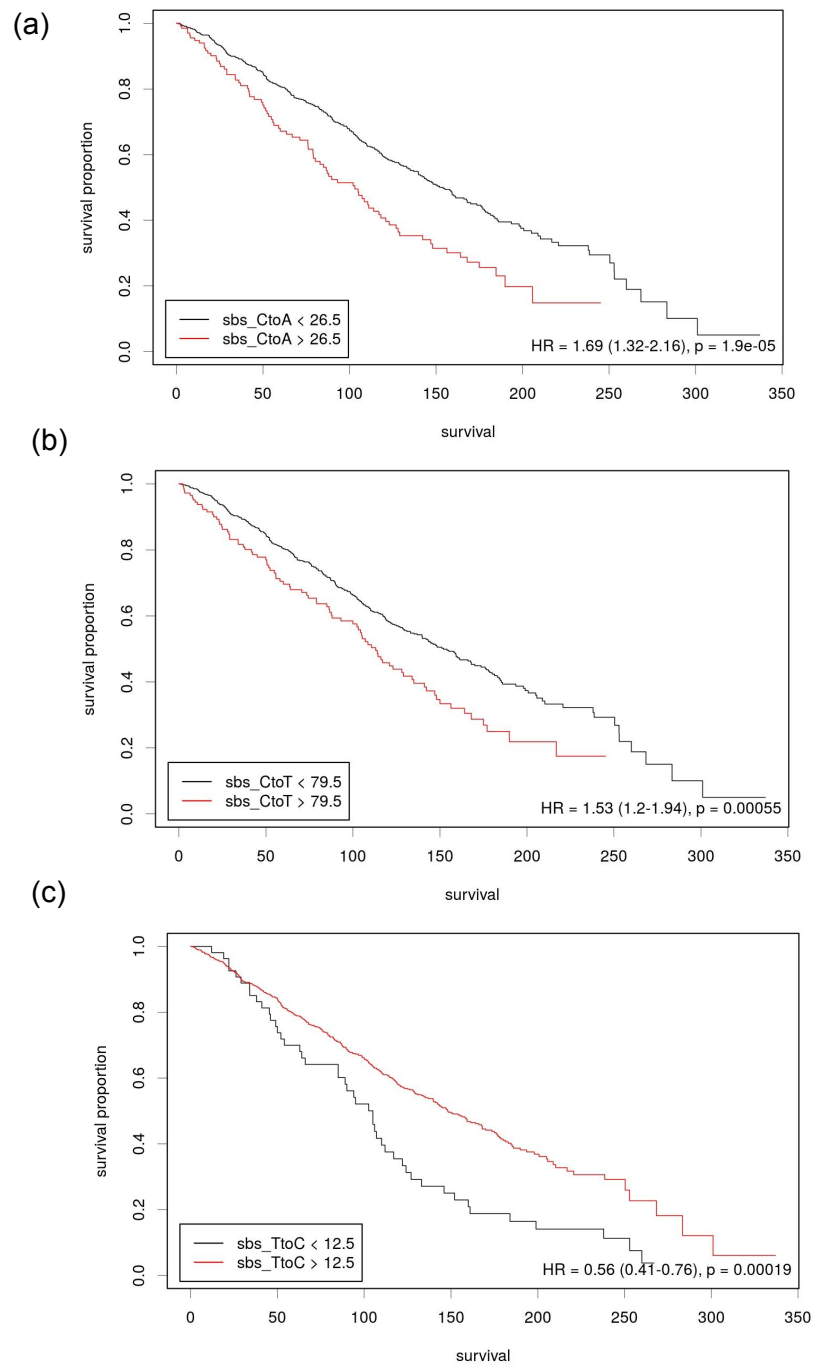 (a)
survival proportion
1.0
0.8
0.6
0.4
0.2
0.0
sbs_CtoA < 26.5
sbs_CtoA > 26.5
HR = 1.69 (1.32-2.16), p = 1.9e-05
0 50 100 150 200 250 300 350
survival
(b)
survival proportion
1.0
0.8
0.6
0.4
0.2
0.0
sbs_CtoT < 79.5
sbs_CtoT > 79.5
HR = 1.53 (1.2-1.94), p = 0.00055
0 50 100 150 200 250 300 350
survival
(c)
survival proportion
1.0
0.8
0.6
0.4
0.2
0.0
sbs_TtoC < 12.5
sbs_TtoC > 12.5
HR = 0.56 (0.41-0.76), p = 0.00019
0 50 100 150 200 250 300 350
survival